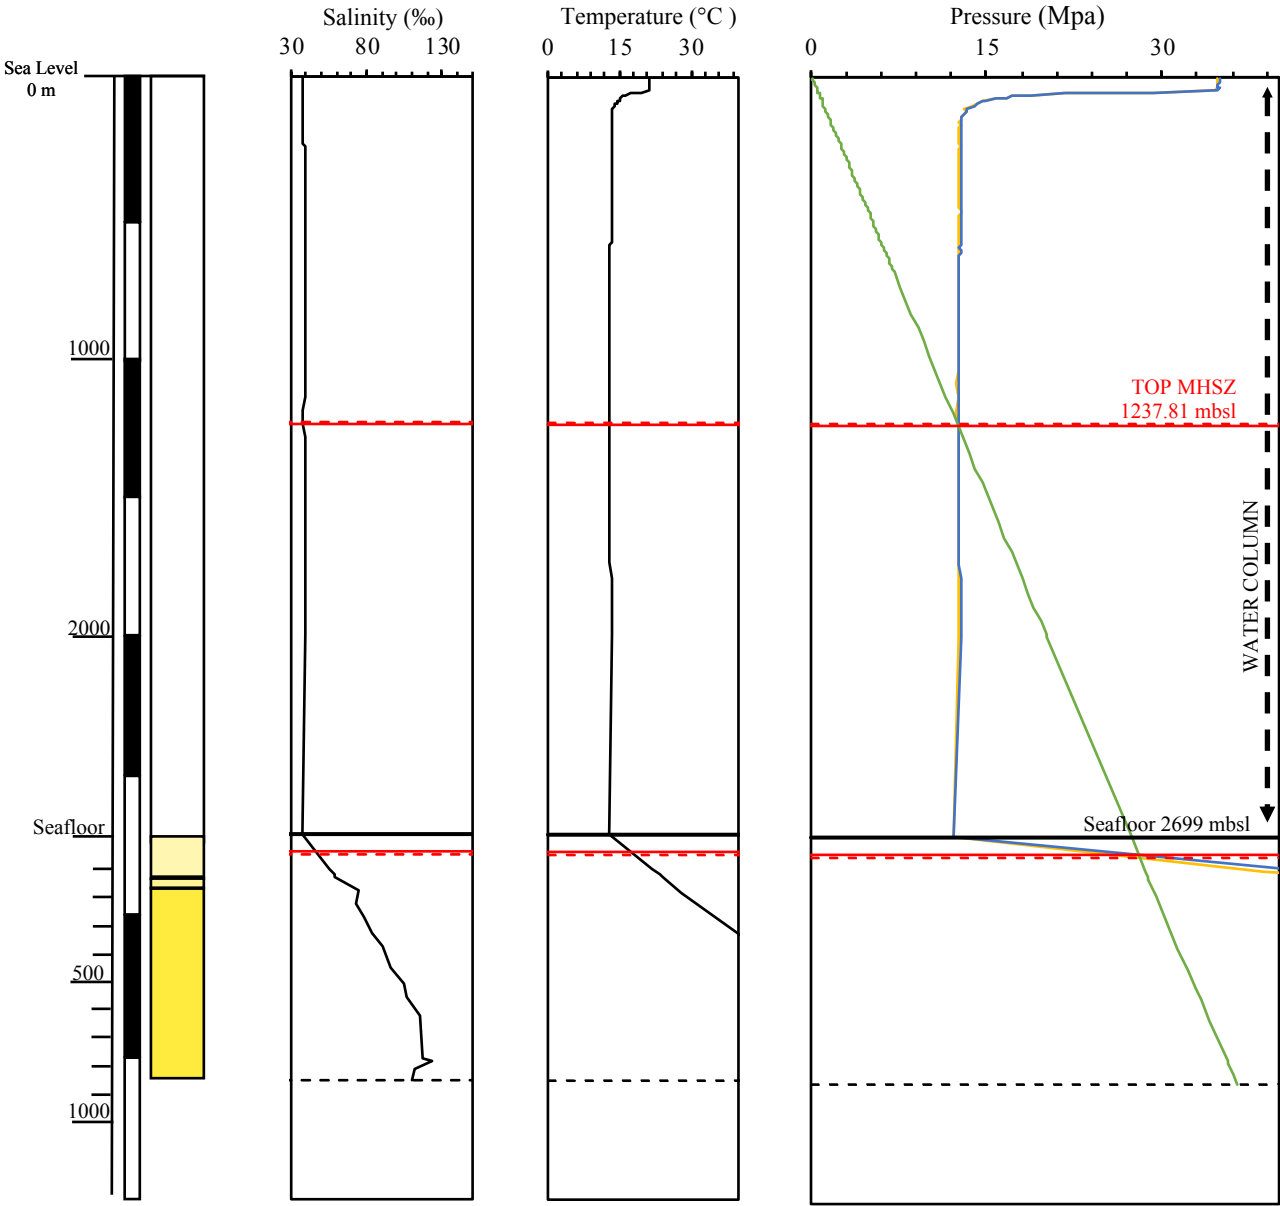 Salinity (‰)
30 80 130
Temperature (°C )
0 15 30
Pressure (Mpa)
0 15 30
Sea Level
0 m
1000
TOP MHSZ
1237.81 mbsl
WATER COLUMN
2000
Seafloor
Seafloor 2699 mbsl
500
1000